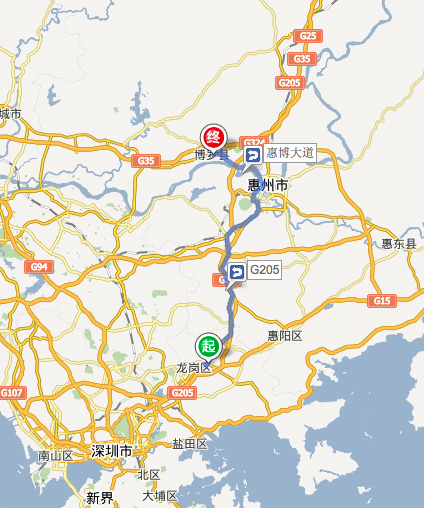 G25
G35
G205
城市
终
G324
G35
博罗县
惠博大道
惠州市
惠东县
G94
G205
G15
惠阳区
起
龙岗区
G107
G205
盐田区
深圳市
南山区
北区
新界
大埔区